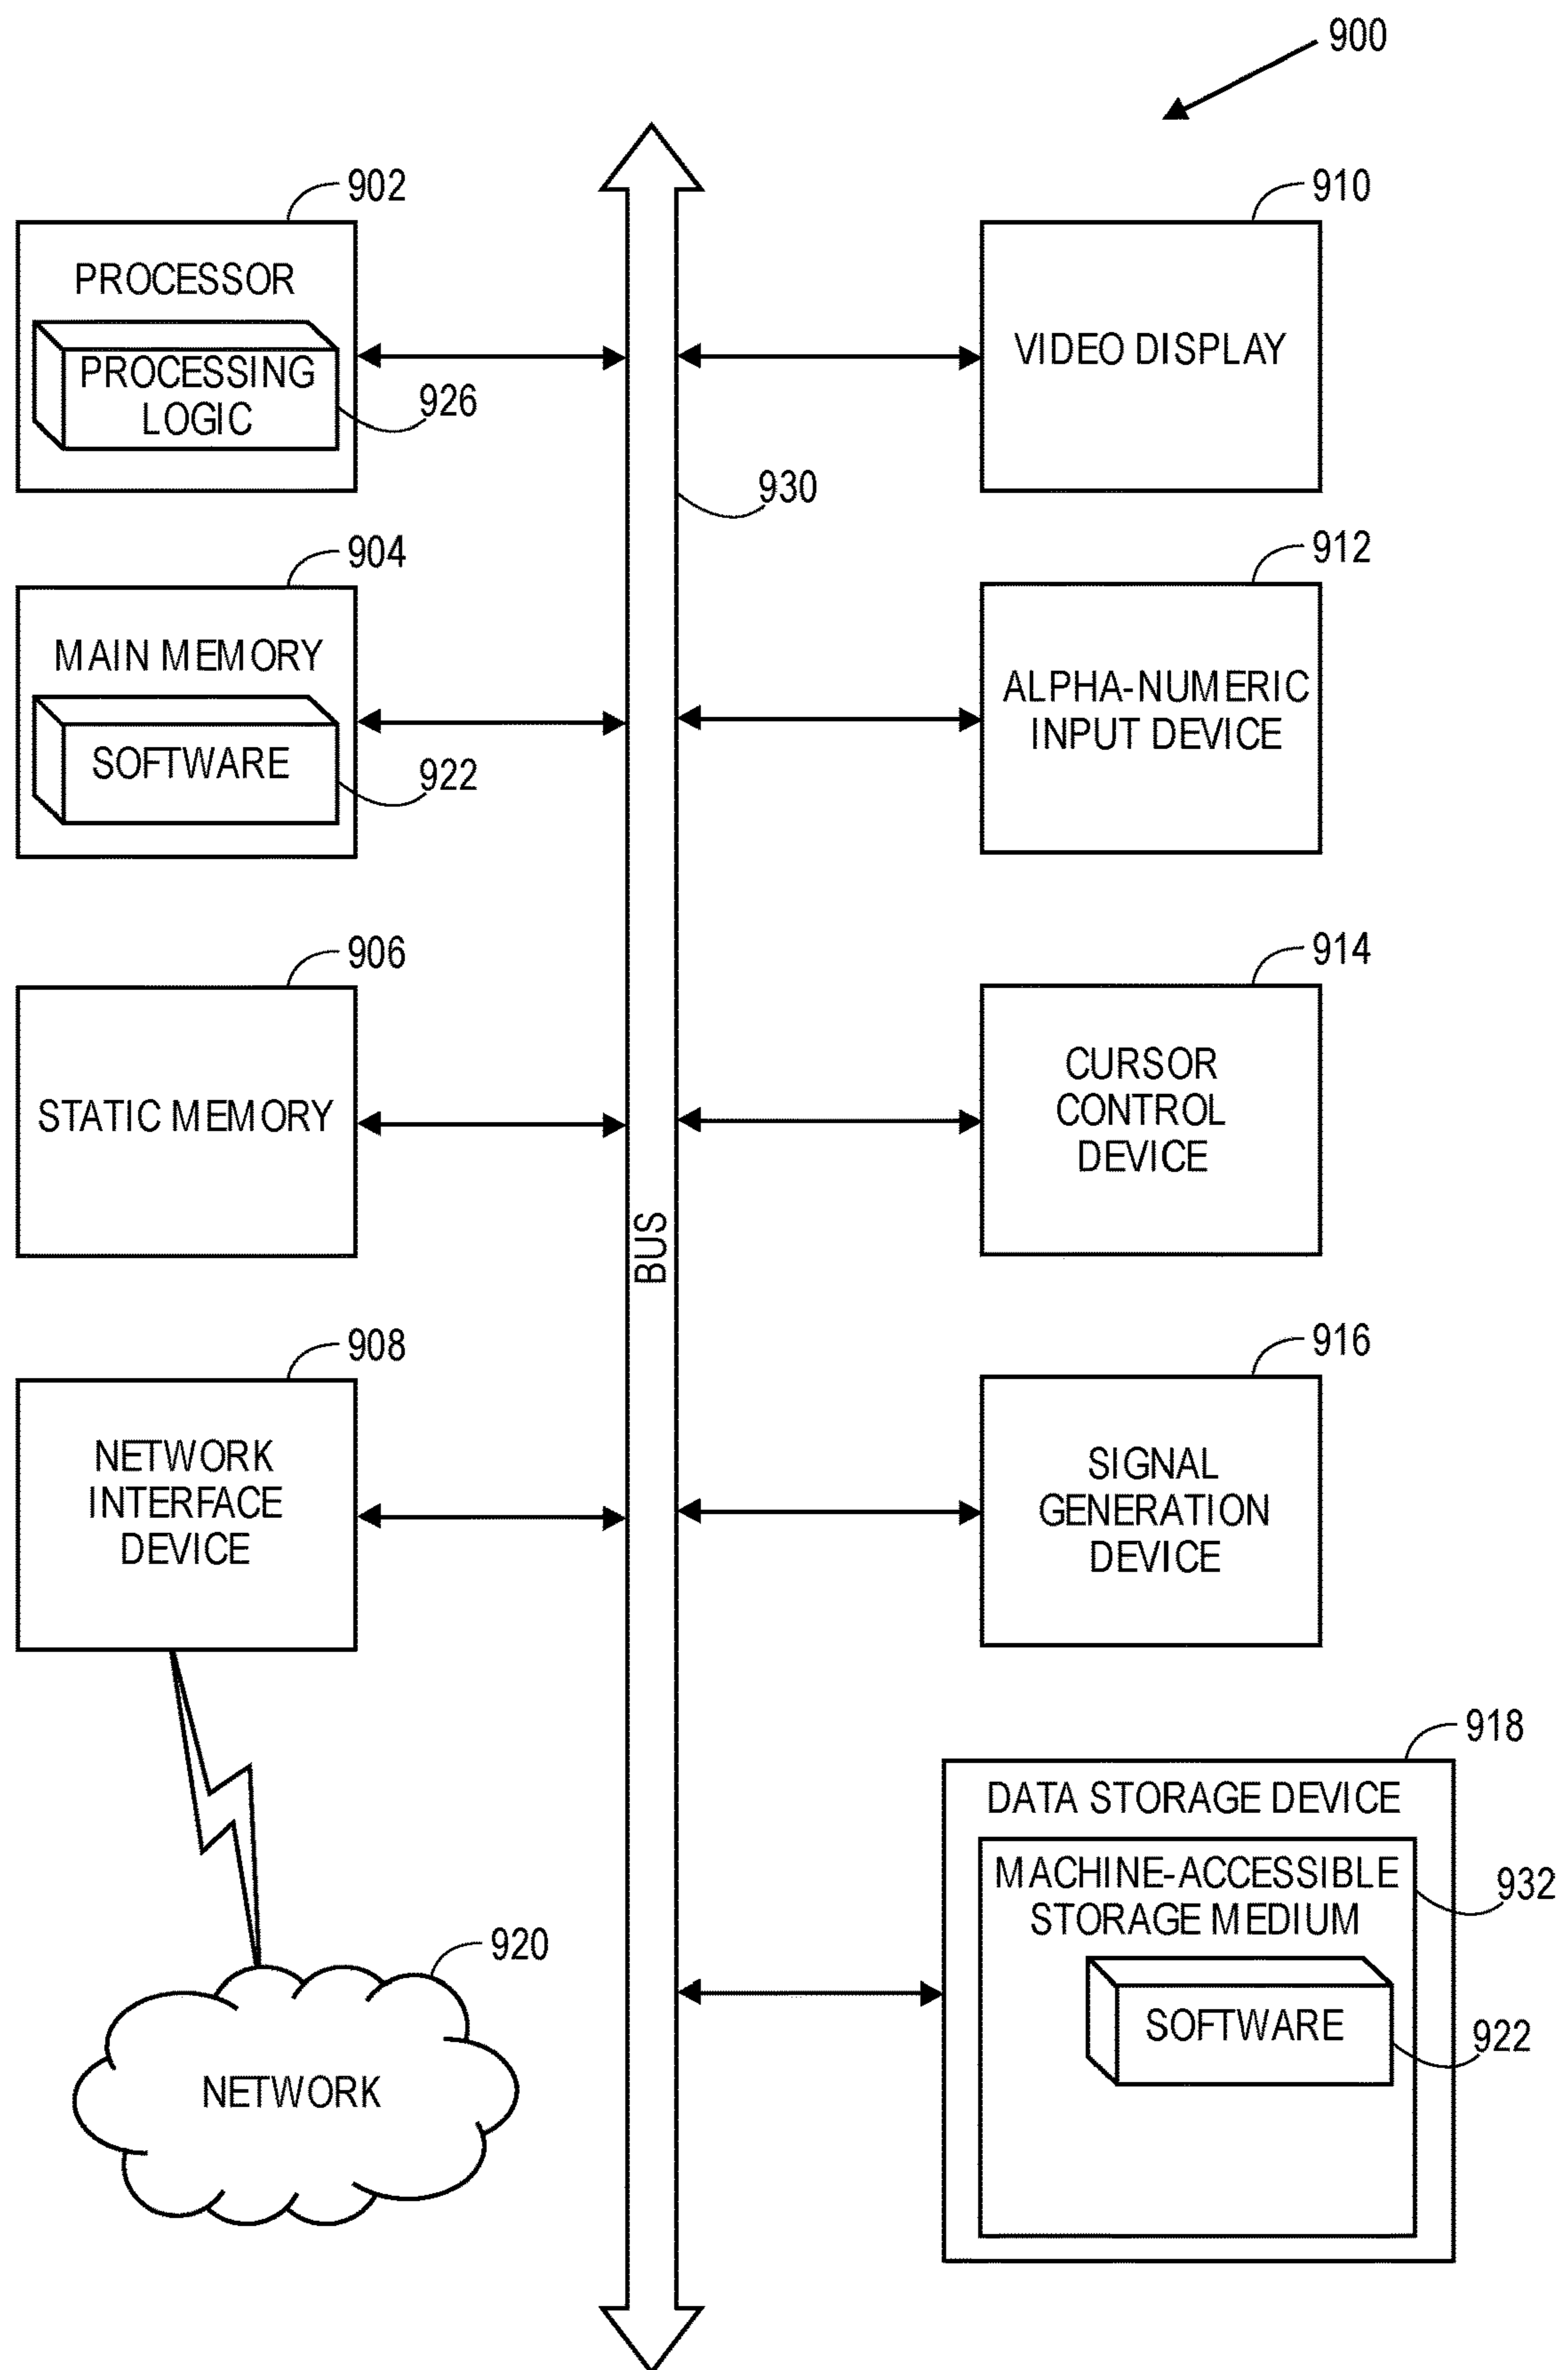 900
902
PROCESSOR
PROCESSING
LOGIC
926
904
MAIN MEMORY
SOFTWARE
922
906
STATIC MEMORY
908
NETWORK
INTERFACE
DEVICE
920
NETWORK
930
BUS
910
VIDEO DISPLAY
912
ALPHA-NUMERIC
INPUT DEVICE
914
CURSOR
CONTROL
DEVICE
916
SIGNAL
GENERATION
DEVICE
918
DATA STORAGE DEVICE
MACHINE-ACCESSIBLE
STORAGE MEDIUM
932
SOFTWARE
922